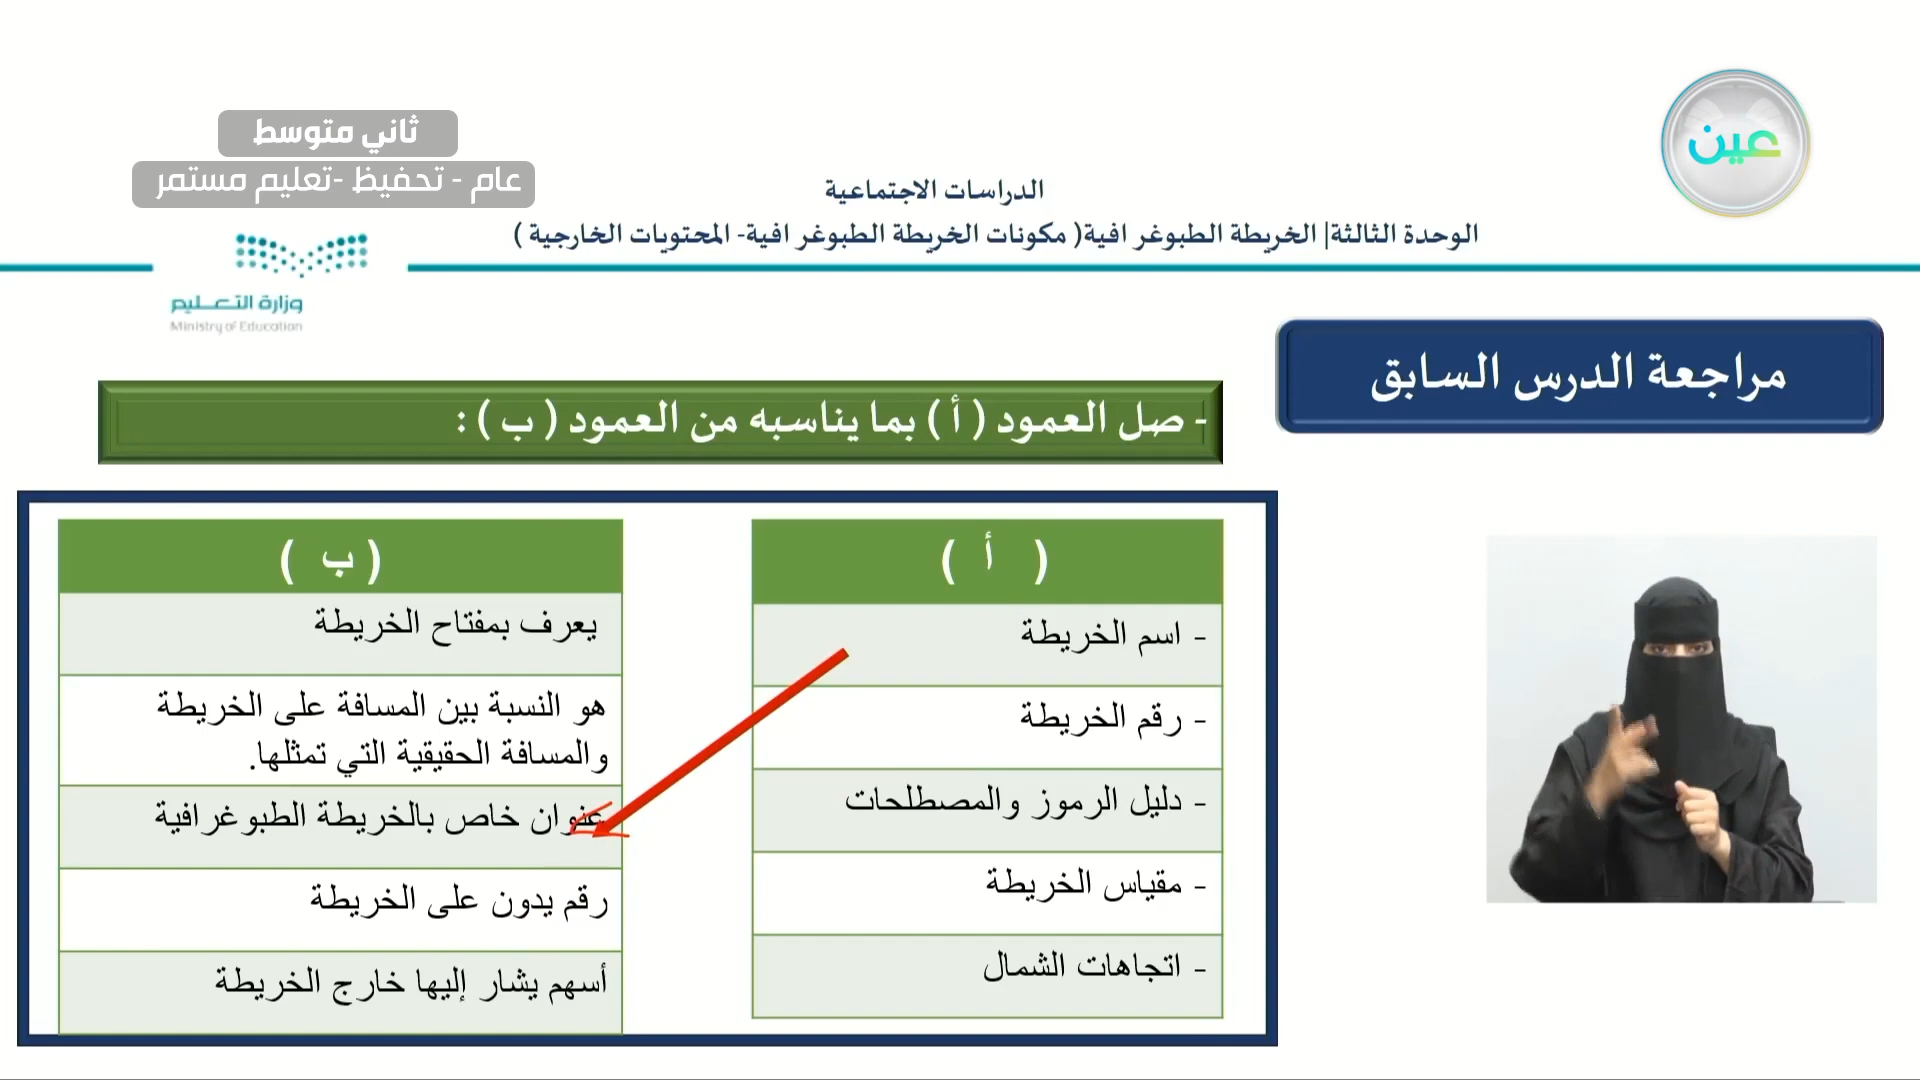 عين
ثاني متوسط
عام - تحفيظ -تعليم مستمر
الدراسات الاجتماعية
الوحدة الثالثة| الخريطة الطبوغرافية( مكونات الخريطة الطبوغرافية- المحتويات الخارجية )
وزارة التعليم
Ministry of Education
مراجعة الدرس السابق
- صل العمود ( أ ) بما يناسبه من العمود ( ب ) :
( أ )
- اسم الخريطة
- رقم الخريطة
- دليل الرموز والمصطلحات
- مقياس الخريطة
- اتجاهات الشمال
( ب )
يعرف بمفتاح الخريطة
هو النسبة بين المسافة على الخريطة
والمسافة الحقيقية التي تمثلها.
عنوان خاص بالخريطة الطبوغرافية
رقم يدون على الخريطة
أسهم يشار إليها خارج الخريطة